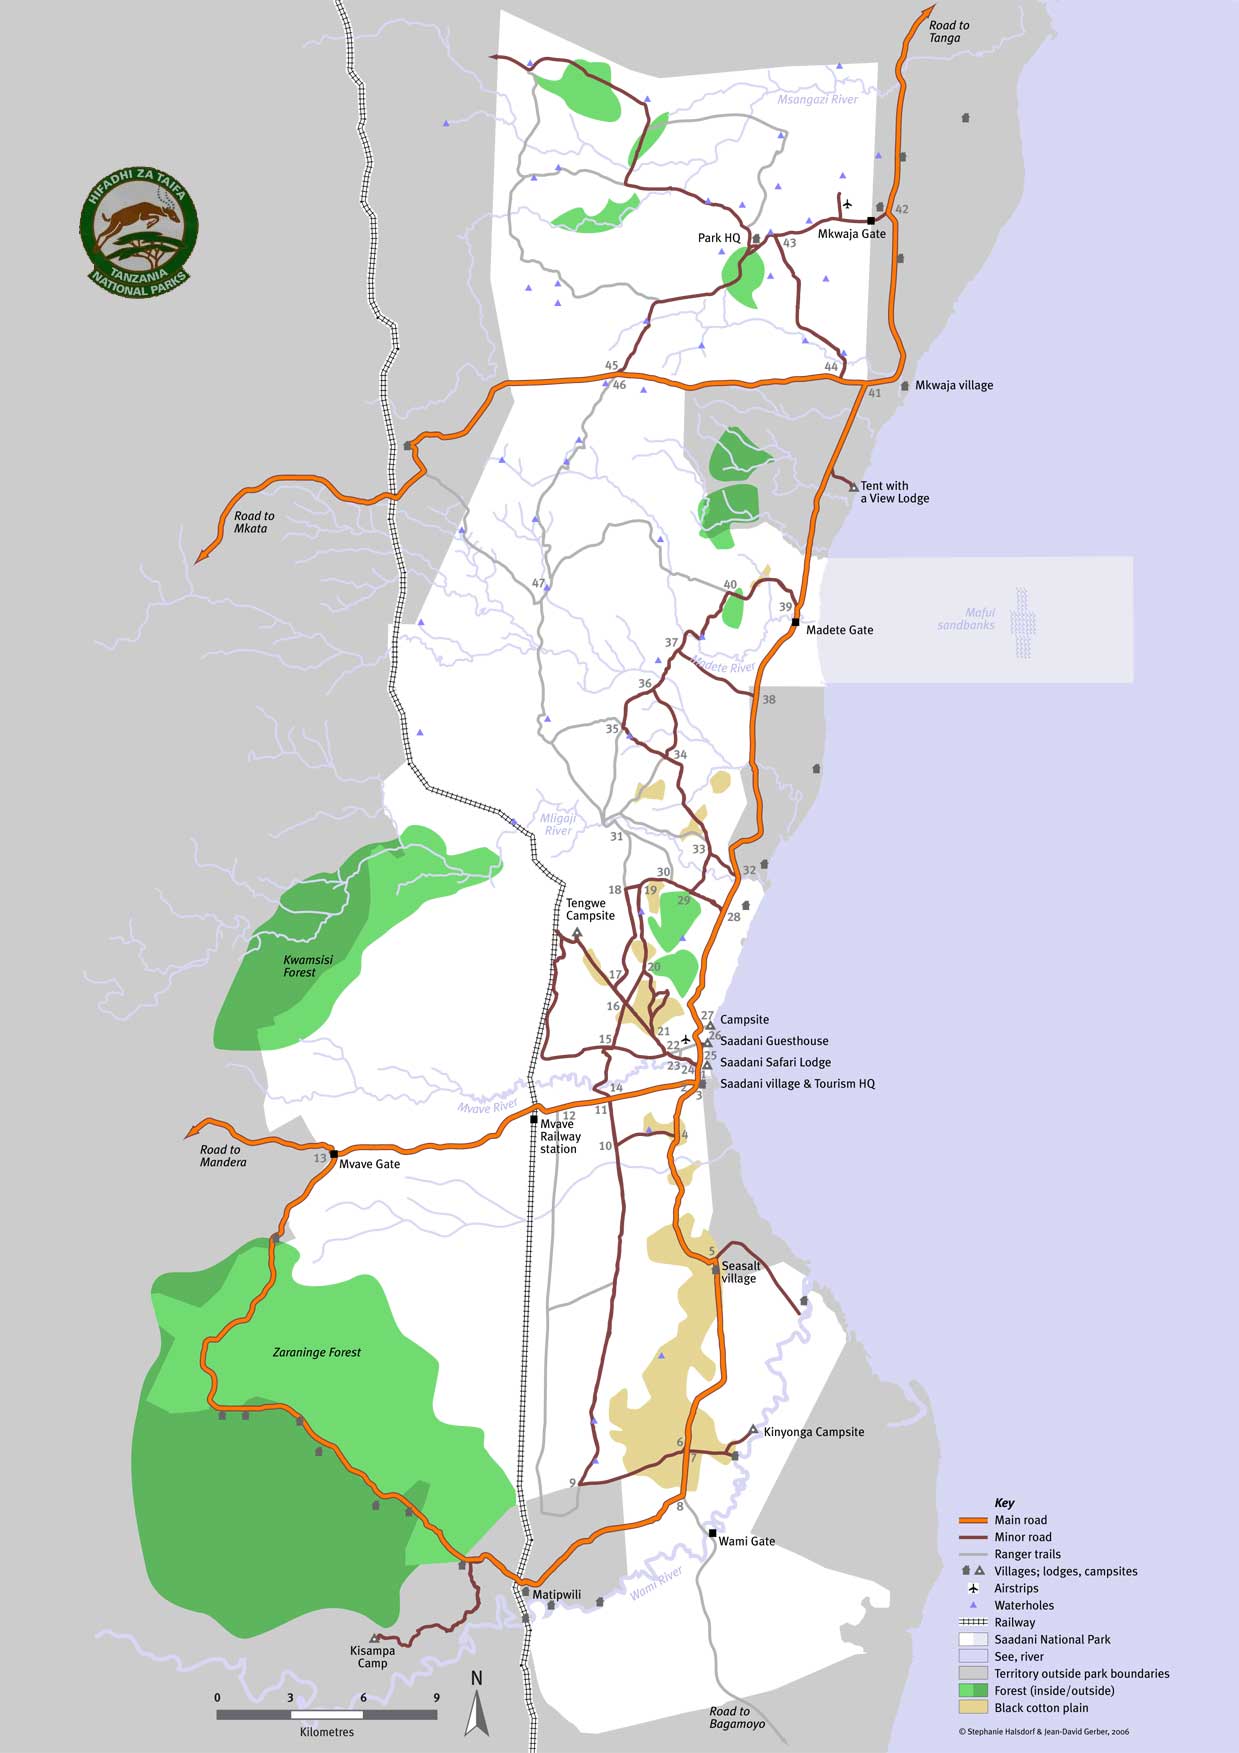 Road to
Tanga
Msangazi River
HIFADHI ZA TAIFA
TANZANIA
NATIONAL PARKS
42
Park HQ
43
Mkwaja Gate
45
44
46
41
Mkwaja village
Tent with
a View Lodge
Road to
Mkata
47
40
39
Mafui
sandbanks
Madete Gate
37
Madete River
36
38
35
34
Mligaji
River
31
33
32
30
18
19
29
Tengwe
Campsite
28
Kwamsisi
Forest
20
17
16
27
Campsite
21
26
Saadani Guesthouse
15
22
25
Saadani Safari Lodge
23
24
1
Saadani village & Tourism HQ
14
2
3
Mvave River
11
12
Mvave
Railway
station
4
10
Road to
Mandera
13
Mvave Gate
5
Seasalt
village
Zaraninge Forest
Kinyonga Campsite
6
7
9
8
Wami Gate
Matipwili
Wami River
Kisampa
Camp
N
0 3 6 9
Kilometres
Road to
Bagamoyo
Key
Main road
Minor road
Ranger trails
Villages; lodges, campsites
Airstrips
Waterholes
Railway
Saadani National Park
See, river
Territory outside park boundaries
Forest (inside/outside)
Black cotton plain
© Stephanie Halsdorf & Jean-David Gerber, 2006